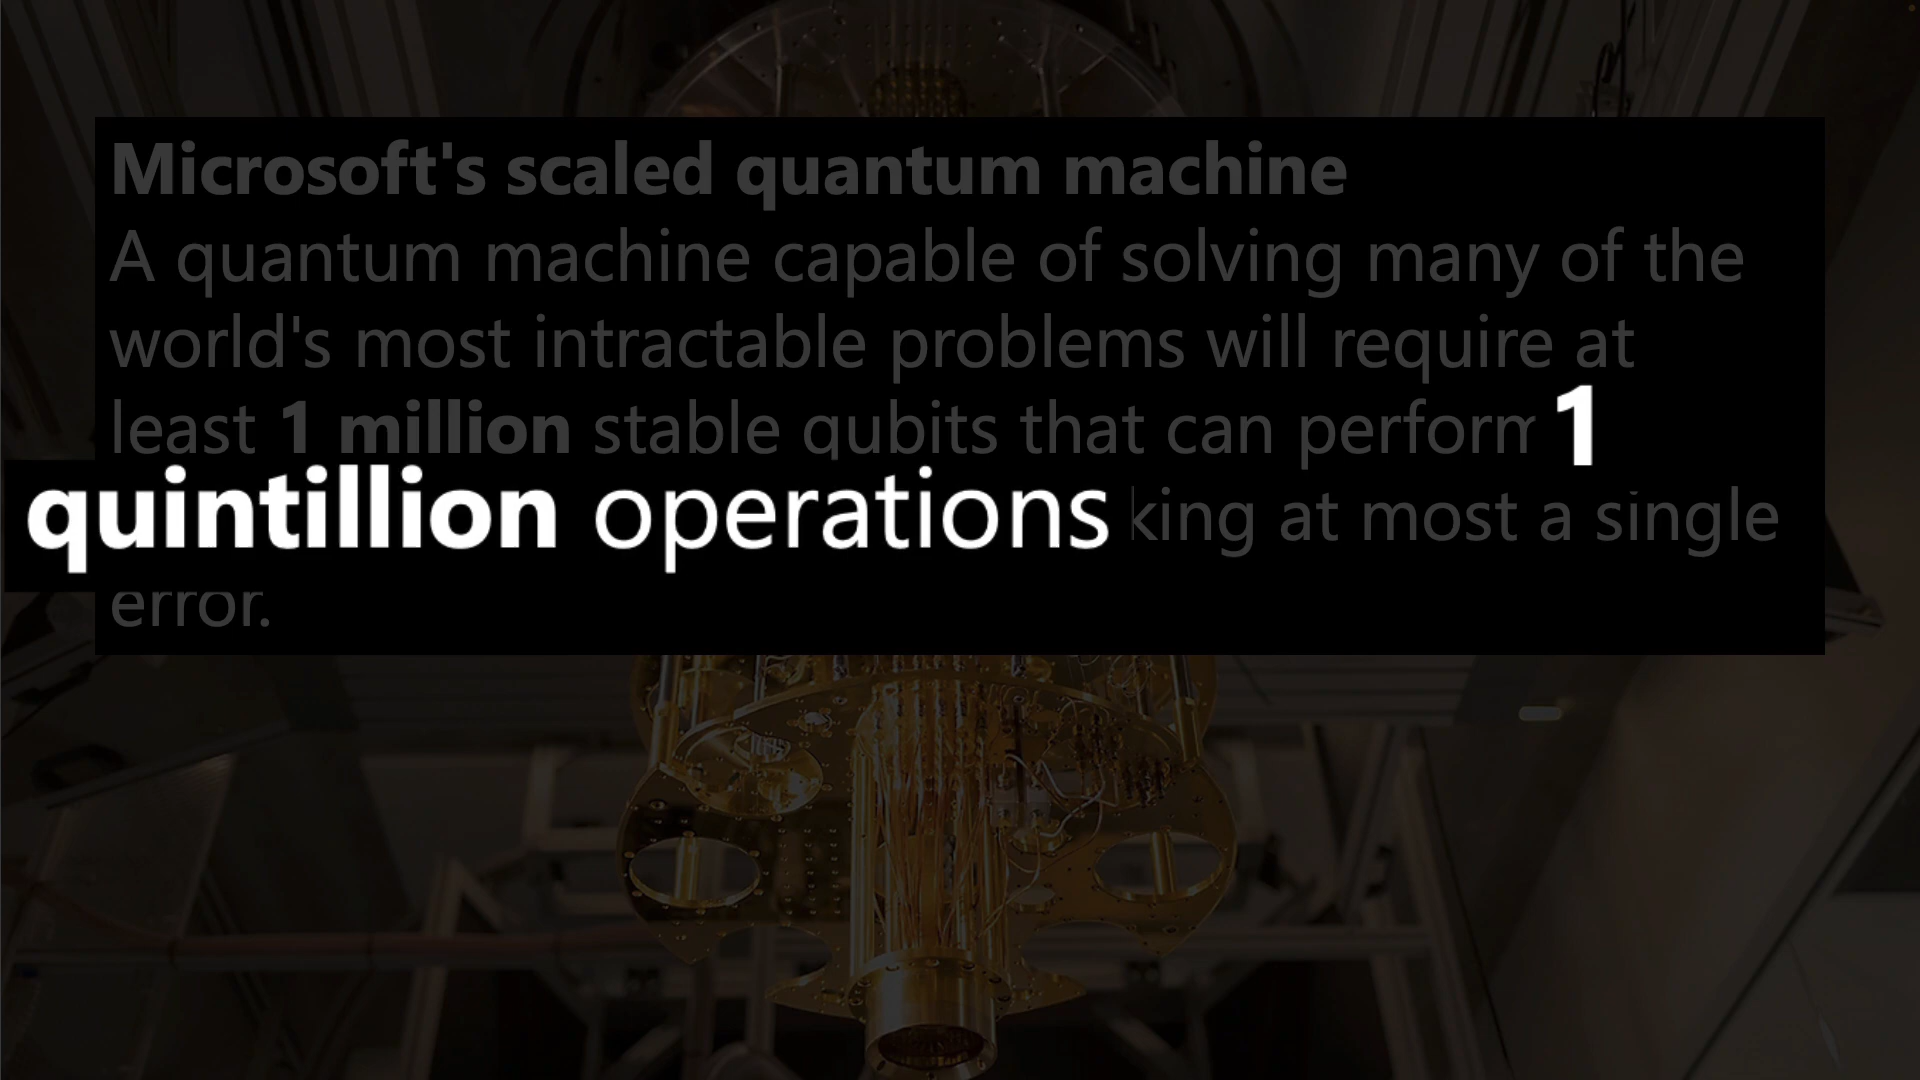 Microsoft's scaled quantum machine
A quantum machine capable of solving many of the
world's most intractable problems will require at
least 1 million stable qubits that can perform 1
quintillion operations king at most a single
error.